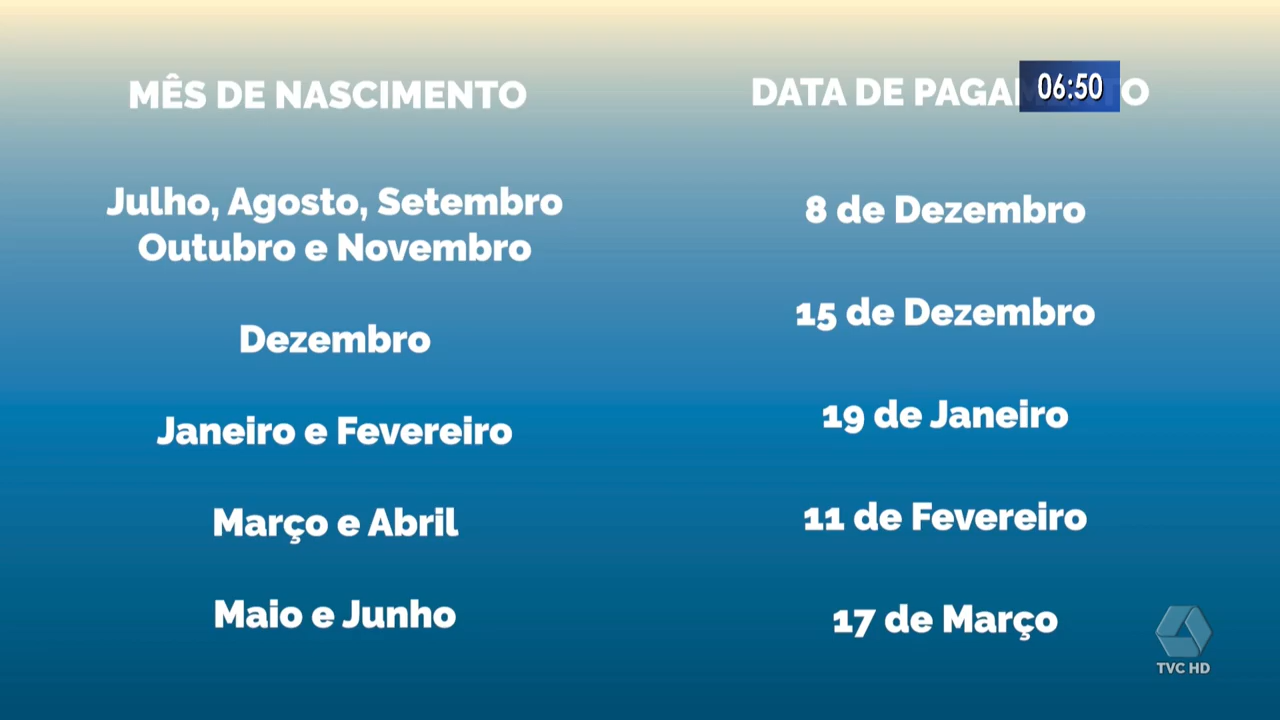 MÊS DE NASCIMENTO
DATA DE
06:50
Julho, Agosto, Setembro
Outubro e Novembro
8 de Dezembro
Dezembro
15 de Dezembro
Janeiro e Fevereiro
19 de Janeiro
Março e Abril
11 de Fevereiro
Maio e Junho
17 de Março
TVC HD